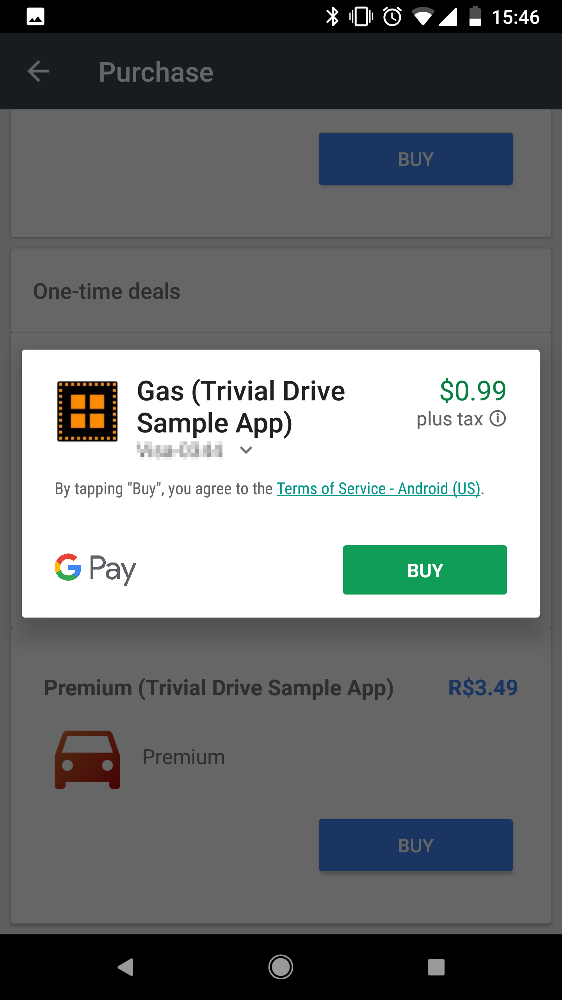 15:46
Purchase
BUY
One-time deals
Gas (Trivial Drive
Sample App)
$0.99
plus tax
By tapping "Buy", you agree to the Terms of Service - Android (US).
G Pay
BUY
Premium (Trivial Drive Sample App)
R$3.49
Premium
BUY